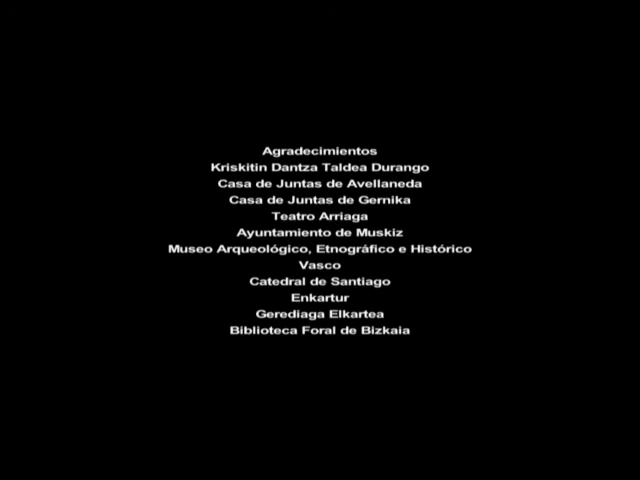 Agradecimientos
Kriskitin Dantza Taldea Durango
Casa de Juntas de Avellaneda
Casa de Juntas de Gernika
Teatro Arriaga
Ayuntamiento de Muskiz
Museo Arqueológico, Etnográfico e Histórico
Vasco
Catedral de Santiago
Enkartur
Gerediaga Elkartea
Biblioteca Foral de Bizkaia